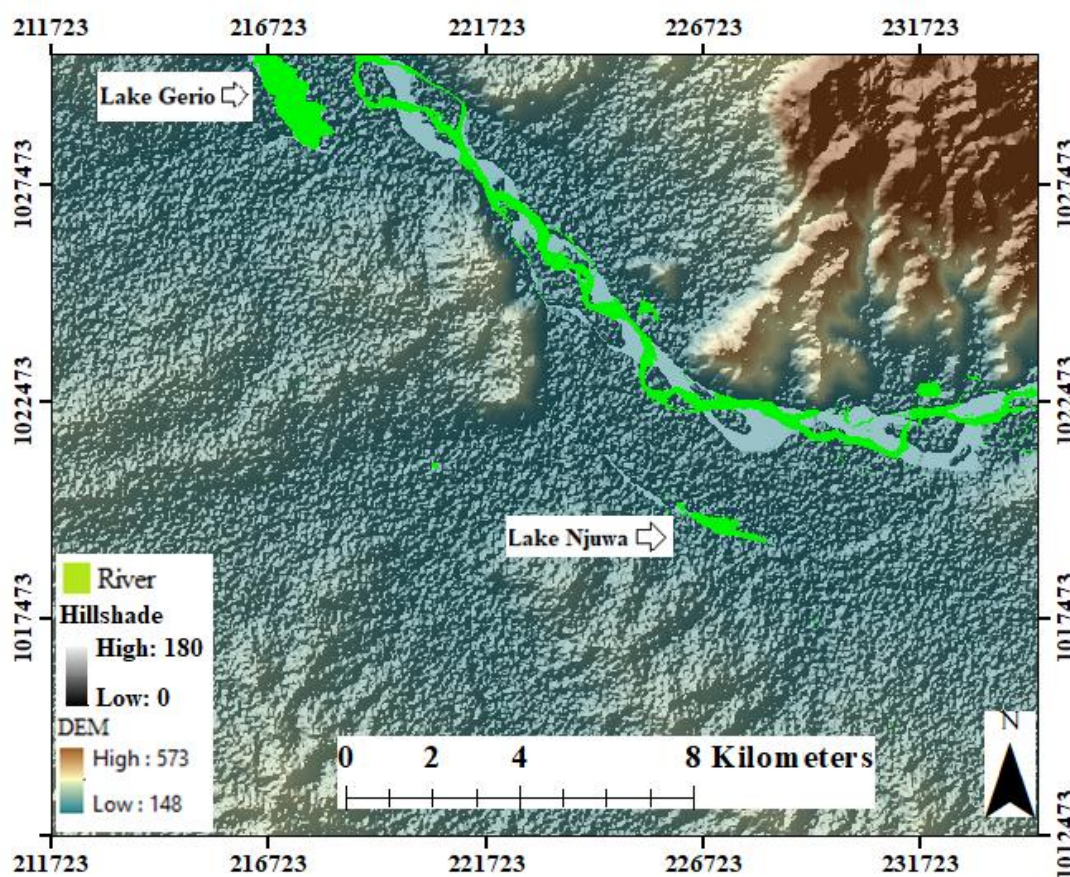 211723 216723 221723 226723 231723
Lake Gerio
1027473 1027473
1022473 1022473
Lake Njuwa
1017473 1017473
River
Hillshade
High: 180
Low: 0
DEM
High : 573
Low : 148
0 2 4 8 Kilometers
N
1012473
211723 216723 221723 226723 231723